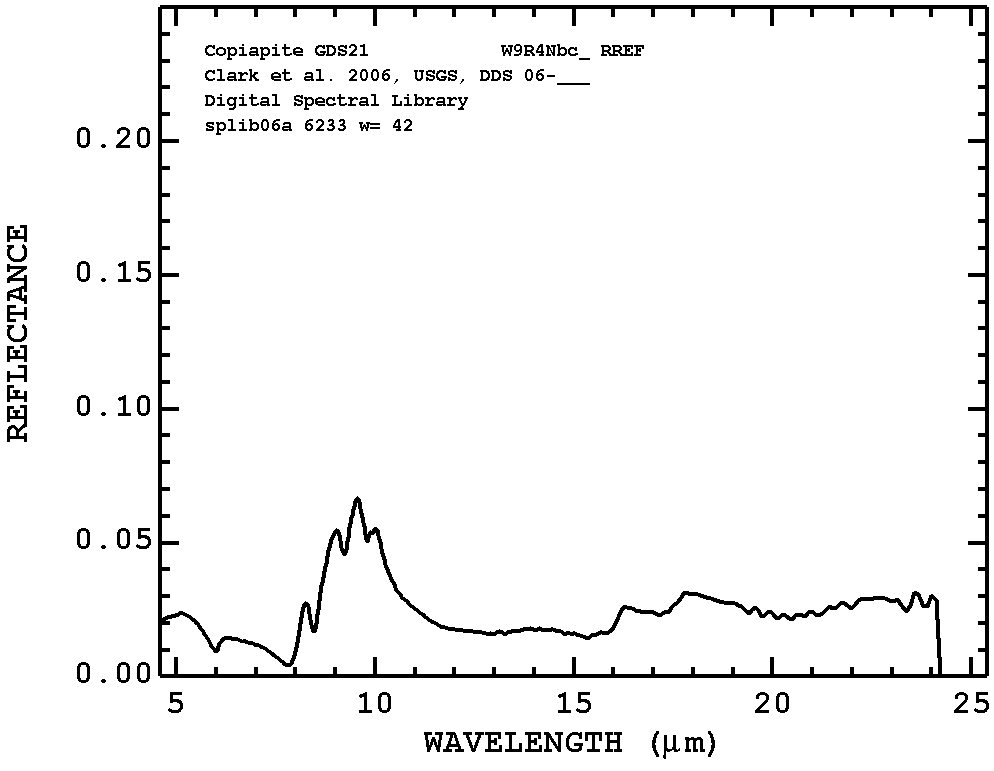 Copiapite GDS21 W9R4Nbc_ RREF
Clark et al. 2006, USGS, DDS 06-___
Digital Spectral Library
splib06a 6233 w= 42
REFLECTANCE
0.20
0.15
0.10
0.05
0.00
5 10 15 20 25
WAVELENGTH (μm)